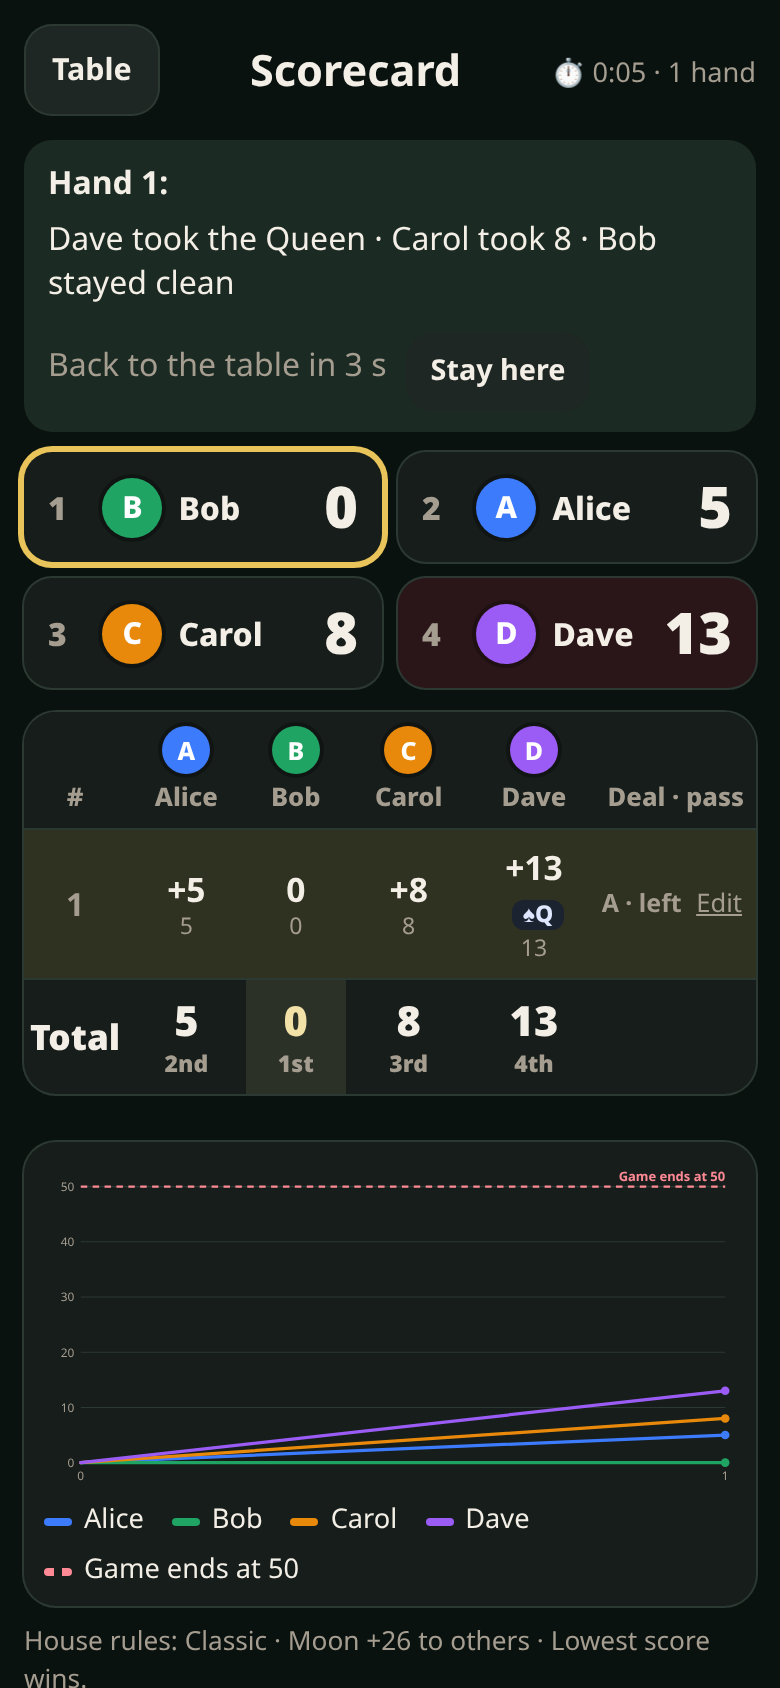 Table
Scorecard
⏱️ 0:05 · 1 hand
Hand 1:
Dave took the Queen · Carol took 8 · Bob
stayed clean
Back to the table in 3 s
Stay here
1 B Bob 0
2 A Alice 5
3 C Carol 8
4 D Dave 13
A B C D
# Alice Bob Carol Dave Deal · pass
1 +5 0 +8 +13 A · left Edit
♠Q
5 0 8 13
Total 5 0 8 13
2nd 1st 3rd 4th
Game ends at 50
50
40
30
20
10
0
0 1
Alice Bob Carol Dave
Game ends at 50
House rules: Classic · Moon +26 to others · Lowest score
wins.